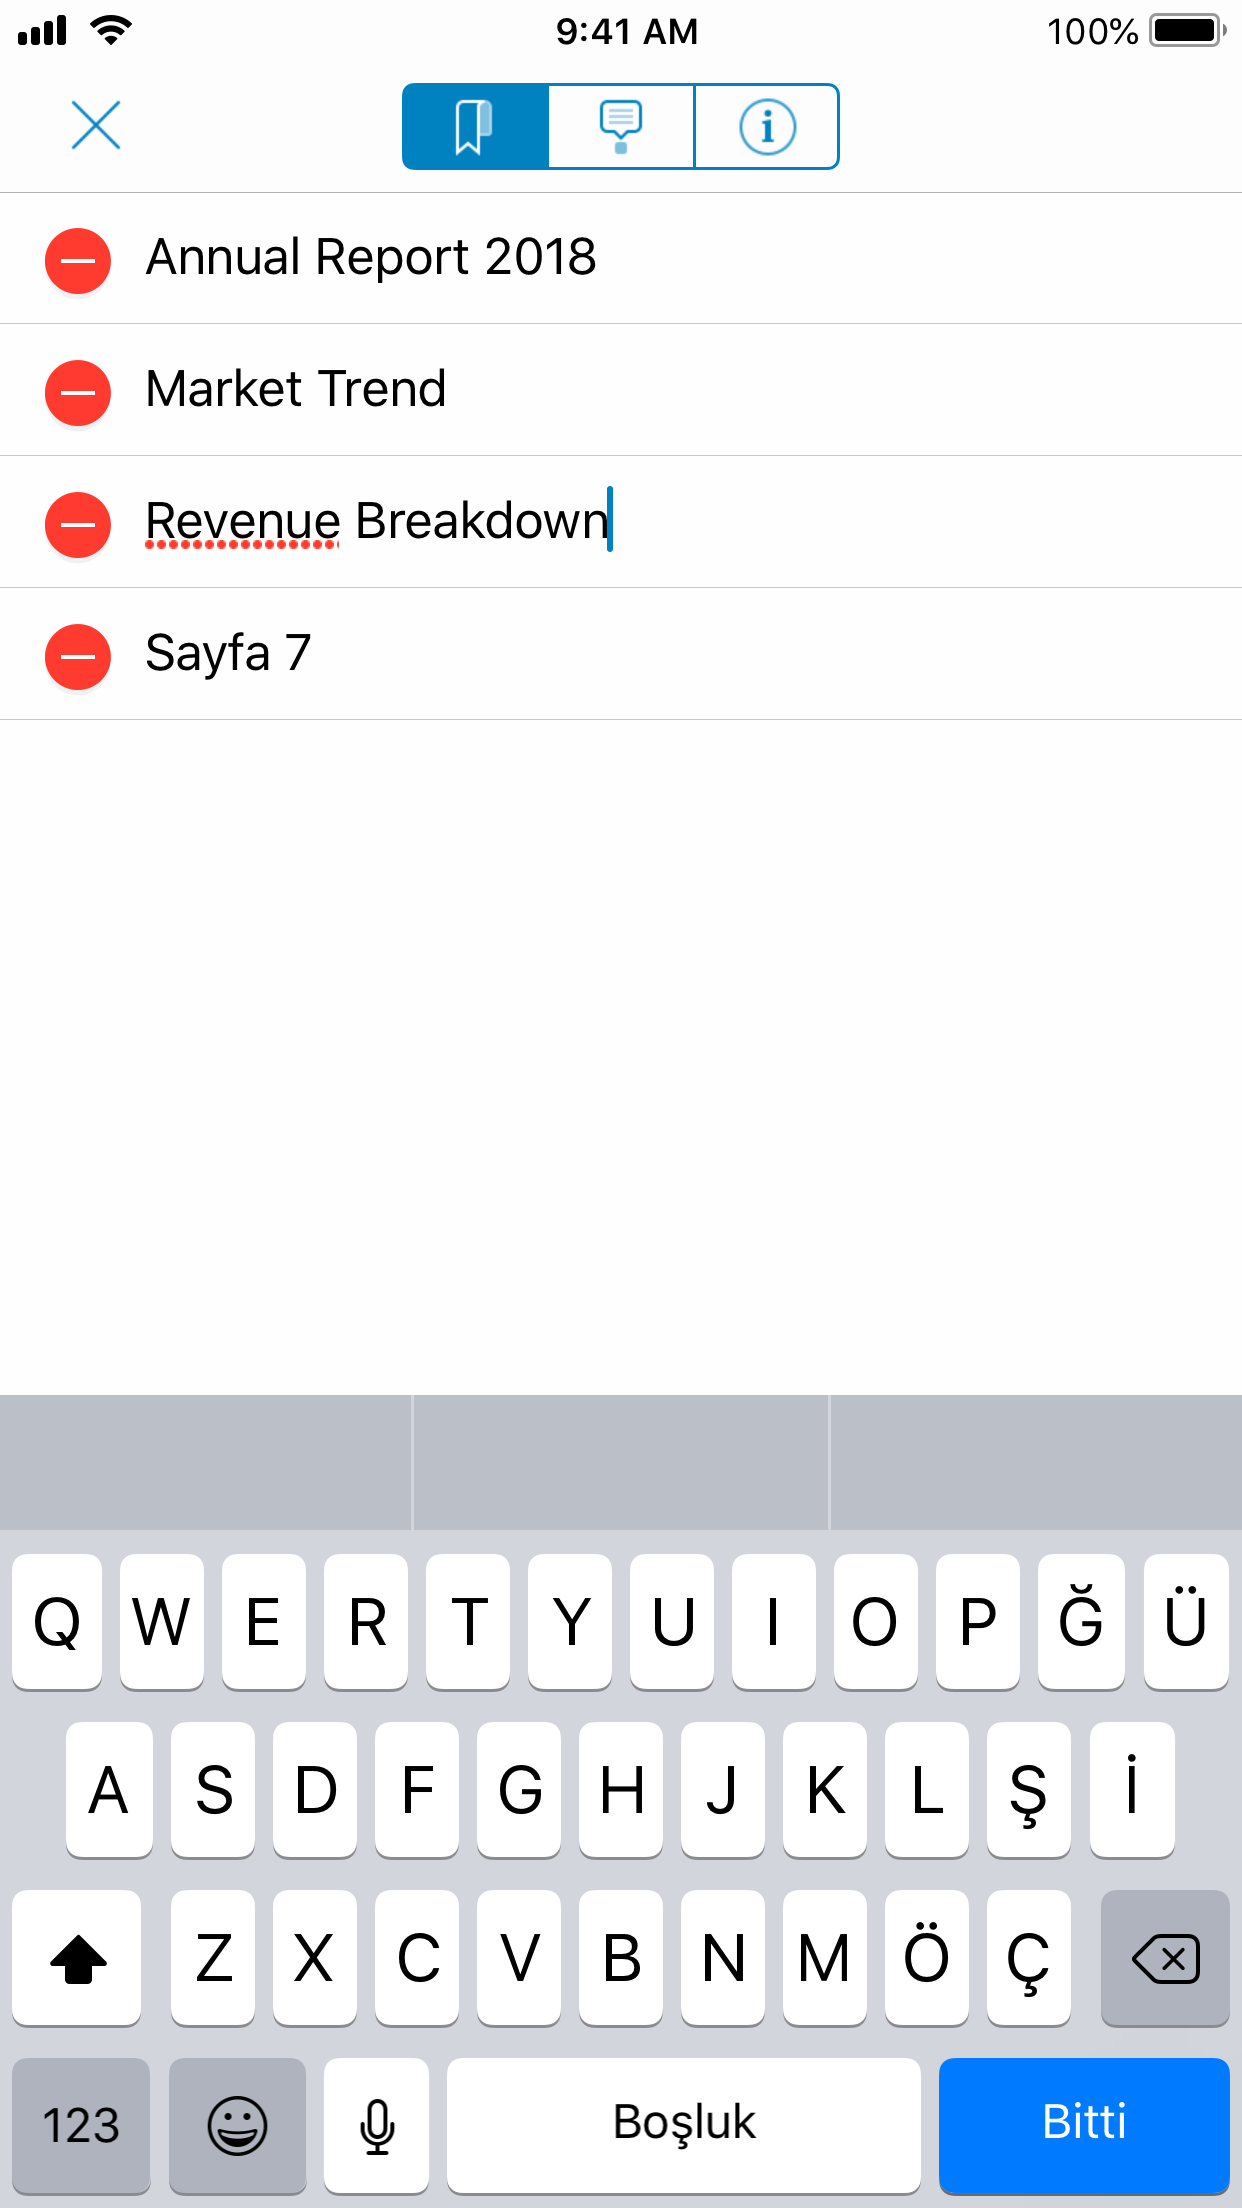 9:41 AM 100%
Annual Report 2018
Market Trend
Revenue Breakdown
Sayfa 7
Q W E R T Y U I O P Ğ Ü
A S D F G H J K L Ş İ
Z X C V B N M Ö Ç
123 Boşluk Bitti